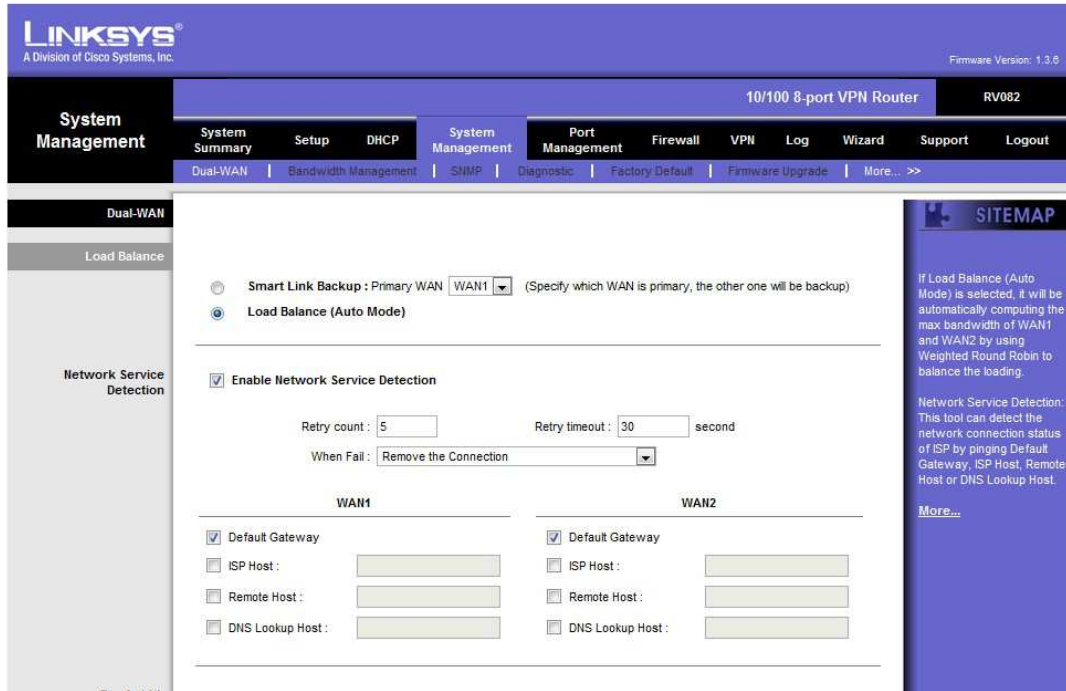 LINKSYS®
A Division of Cisco Systems, Inc.
Firmware Version: 1.3.6
10/100 8-port VPN Router
RV082
System Management
System Summary
Setup
DHCP
System Management
Port Management
Firewall
VPN
Log
Wizard
Support
Logout
Dual-WAN | Bandwidth Management | SNMP | Diagnostic | Factory Default | Firmware Upgrade | More... >>
Dual-WAN
SITEMAP
Load Balance
Smart Link Backup : Primary WAN WAN1 (Specify which WAN is primary, the other one will be backup)
Load Balance (Auto Mode)
Network Service
Detection
Enable Network Service Detection
Retry count : 5 Retry timeout : 30 second
When Fail : Remove the Connection
WAN1 WAN2
Default Gateway Default Gateway
ISP Host : ISP Host :
Remote Host : Remote Host :
DNS Lookup Host : DNS Lookup Host :
If Load Balance (Auto
Mode) is selected, it will be
automatically computing the
max bandwidth of WAN1
and WAN2 by using
Weighted Round Robin to
balance the loading.
Network Service Detection:
This tool can detect the
network connection status
of ISP by pinging Default
Gateway, ISP Host, Remote
Host or DNS Lookup Host.
More...